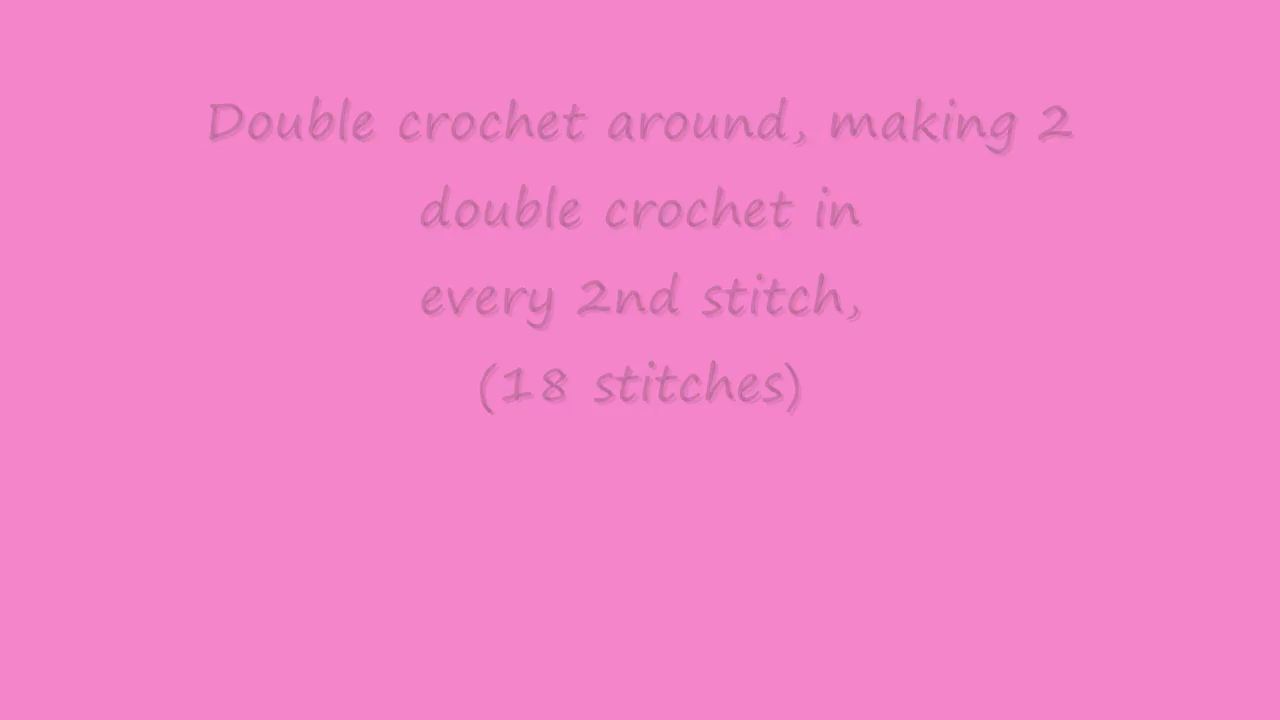 Double crochet around, making 2
double crochet in
every 2nd stitch,
(18 stitches)